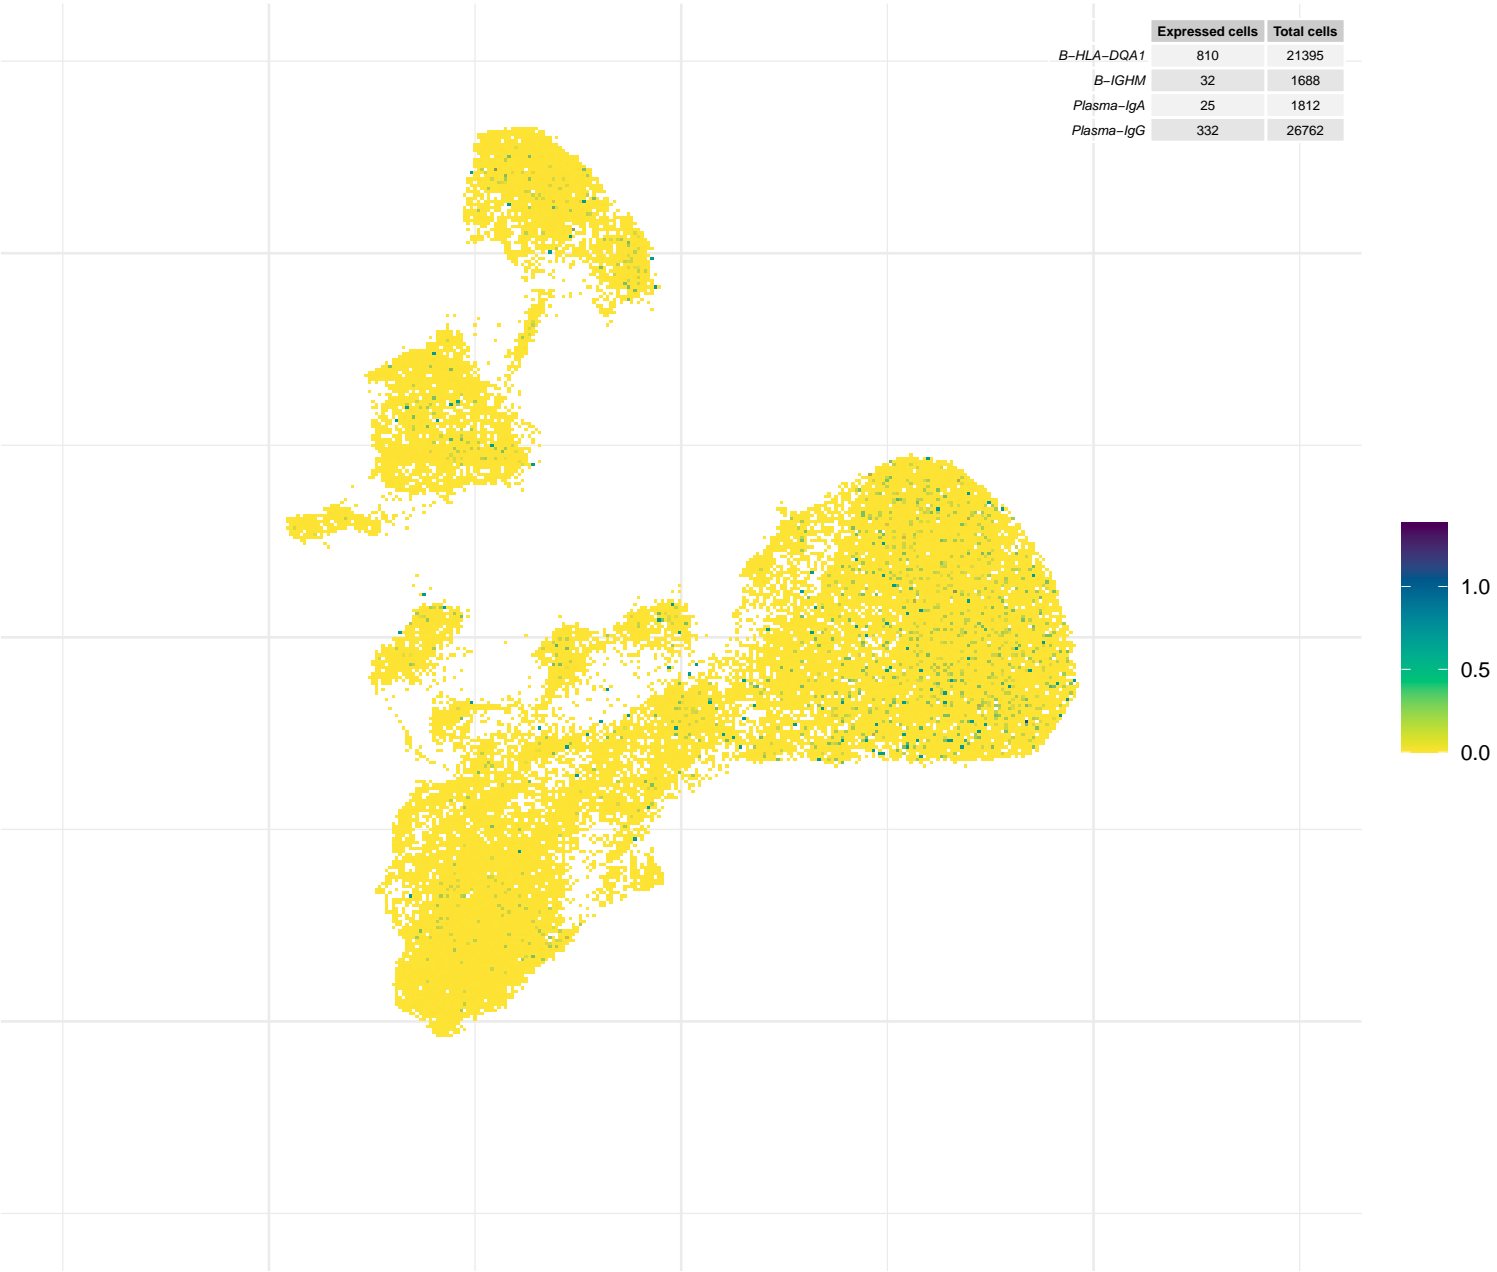 Expressed cells Total cells
B−HLA−DQA1 810 21395
B−IGHM 32 1688
Plasma−IgA 25 1812
Plasma−IgG 332 26762
1.0
0.5
0.0